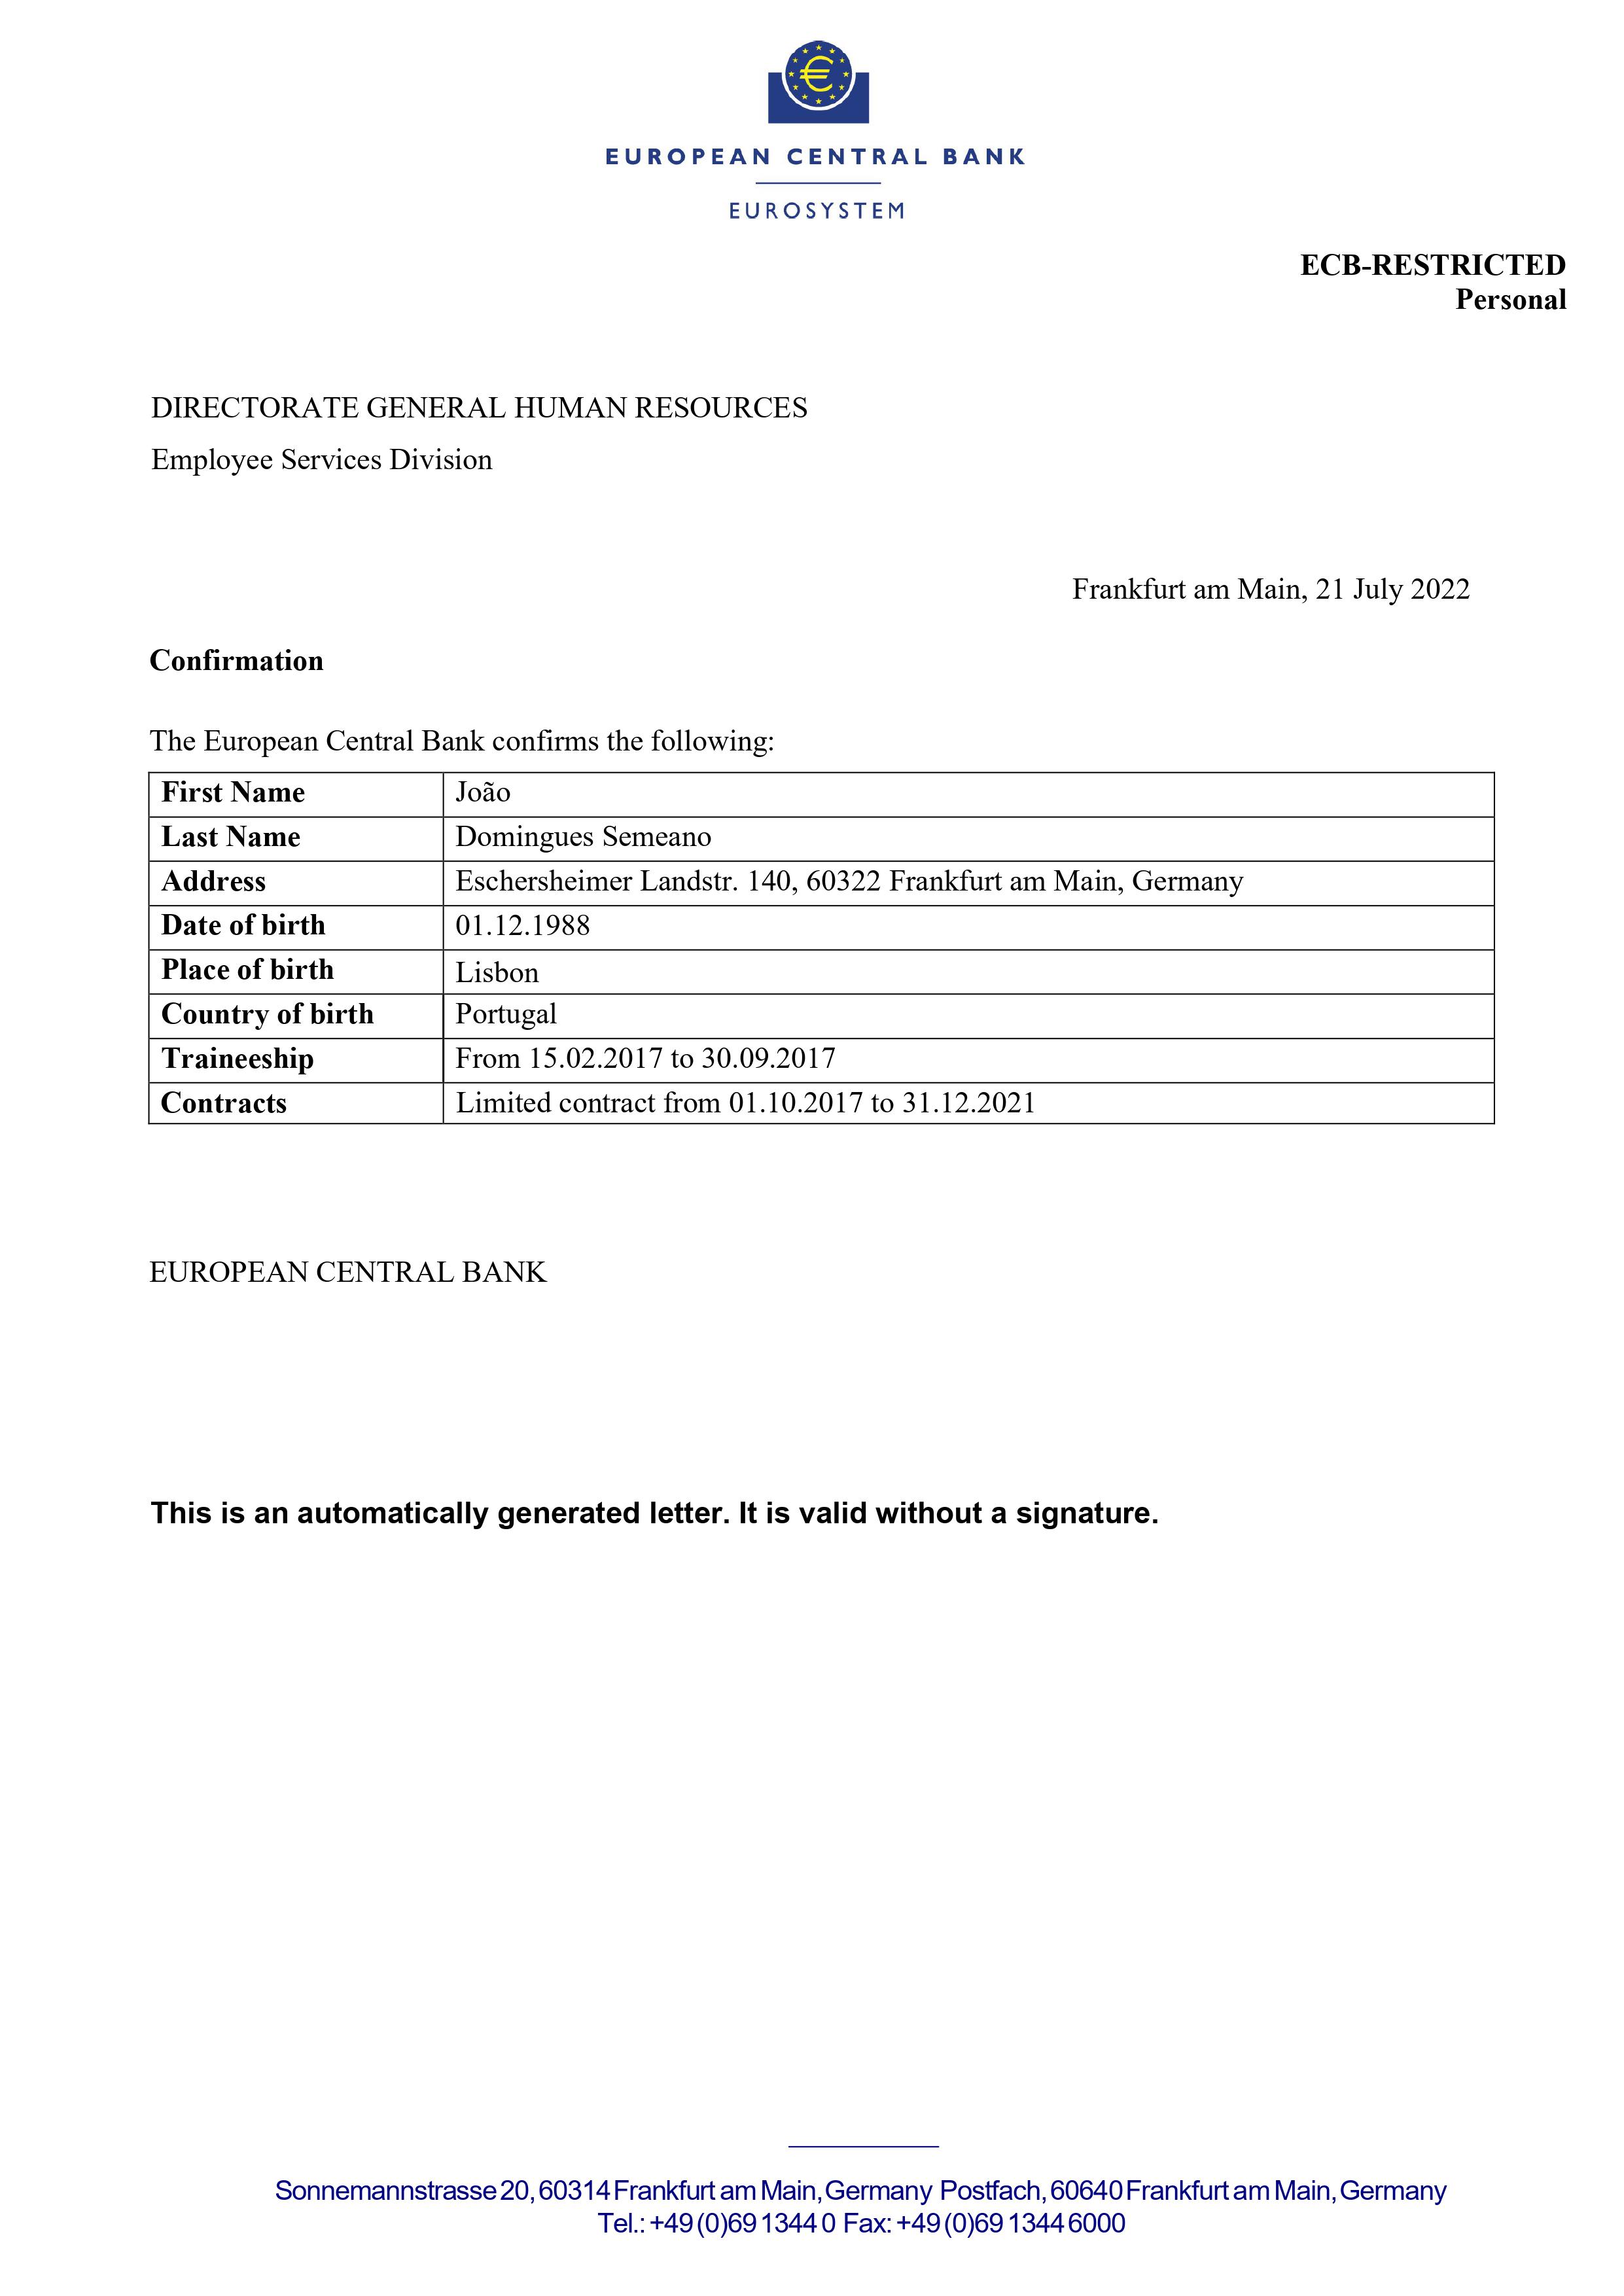 EUROPEAN CENTRAL BANK
EUROSYSTEM
ECB-RESTRICTED
Personal
DIRECTORATE GENERAL HUMAN RESOURCES
Employee Services Division
Frankfurt am Main, 21 July 2022
Confirmation
The European Central Bank confirms the following:
First Name João
Last Name Domingues Semeano
Address Eschersheimer Landstr. 140, 60322 Frankfurt am Main, Germany
Date of birth 01.12.1988
Place of birth Lisbon
Country of birth Portugal
Traineeship From 15.02.2017 to 30.09.2017
Contracts Limited contract from 01.10.2017 to 31.12.2021
EUROPEAN CENTRAL BANK
This is an automatically generated letter. It is valid without a signature.
Sonnemannstrasse 20, 60314 Frankfurt am Main, Germany Postfach, 60640 Frankfurt am Main, Germany
Tel.: +49 (0)69 1344 0 Fax: +49 (0)69 1344 6000